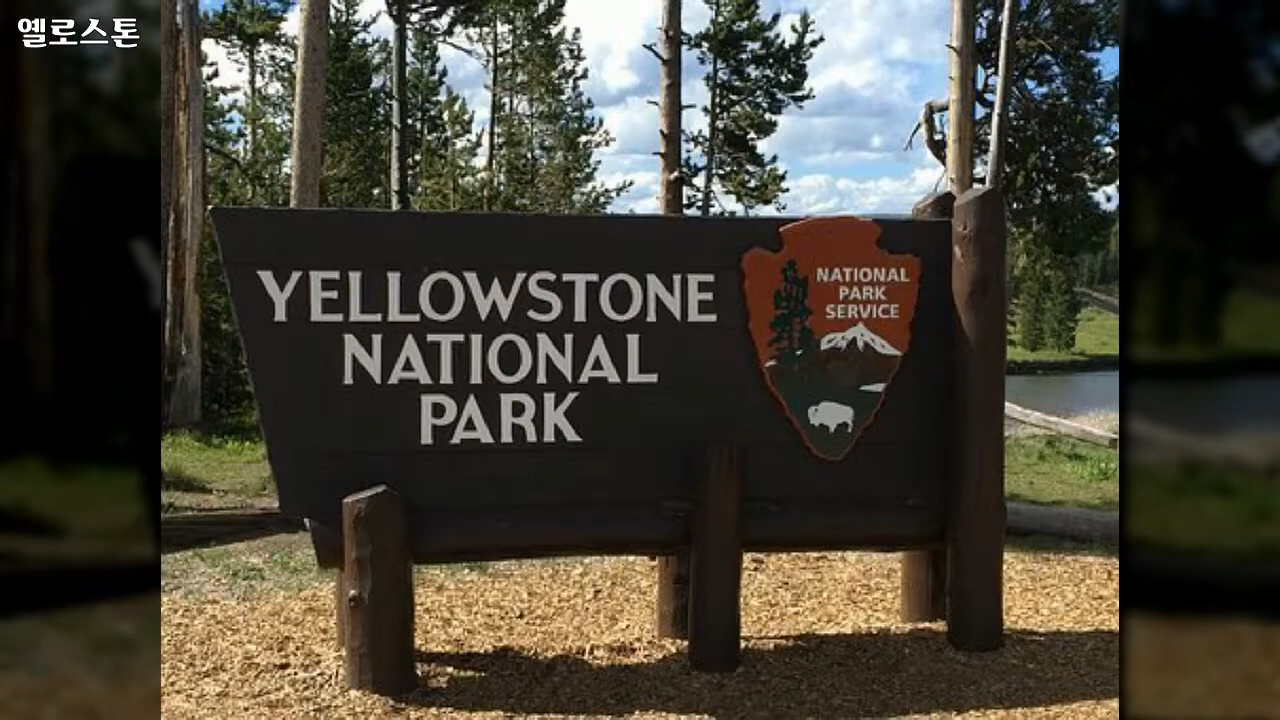 옐로스톤
YELLOWSTONE
NATIONAL
PARK
NATIONAL
PARK
SERVICE